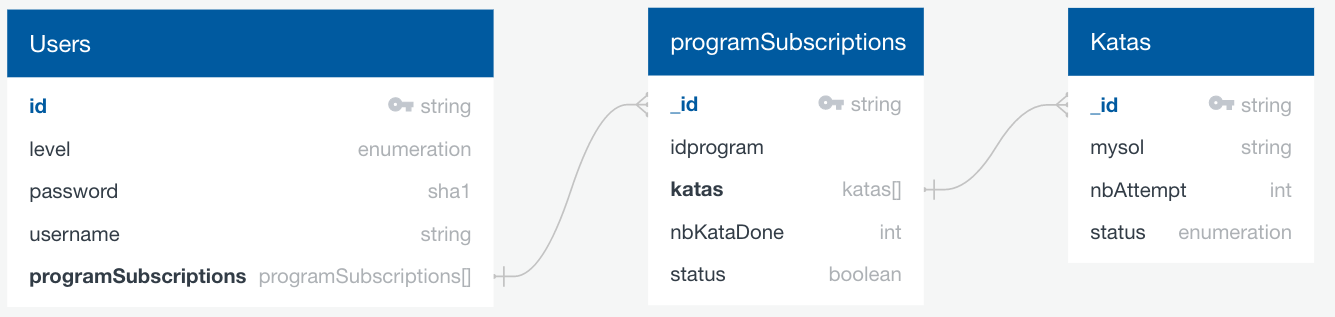 Users
id string
level enumeration
password sha1
username string
programSubscriptions programSubscriptions[]
programSubscriptions
_id string
idprogram
katas katas[]
nbKataDone int
status boolean
Katas
_id string
mysol string
nbAttempt int
status enumeration